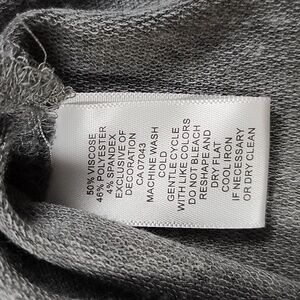 50% VISCOSE
46% POLYESTER
4% SPANDEX
EXCLUSIVE OF
DECORATION
CA 07043
MACHINE WASH
COLD
GENTLE CYCLE
WITH LIKE COLORS
DO NOT BLEACH
RESHAPE AND
DRY FLAT
COOL IRON
IF NECESSARY
OR DRY CLEAN